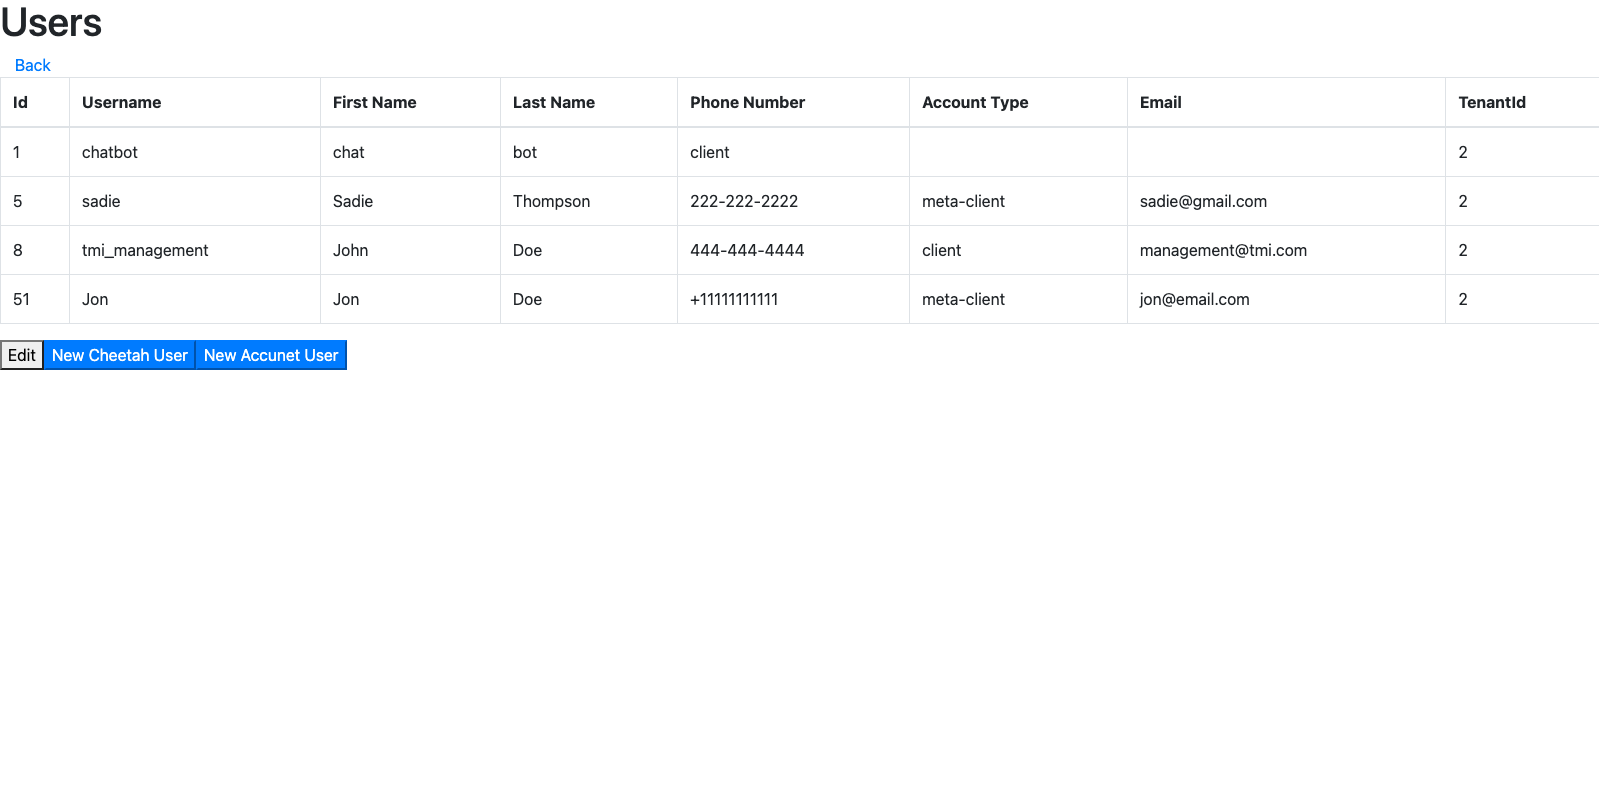 Users
Back
Id Username First Name Last Name Phone Number Account Type Email TenantId
1 chatbot chat bot client 2
5 sadie Sadie Thompson 222-222-2222 meta-client sadie@gmail.com 2
8 tmi_management John Doe 444-444-4444 client management@tmi.com 2
51 Jon Jon Doe +11111111111 meta-client jon@email.com 2
Edit New Cheetah User New Accunet User